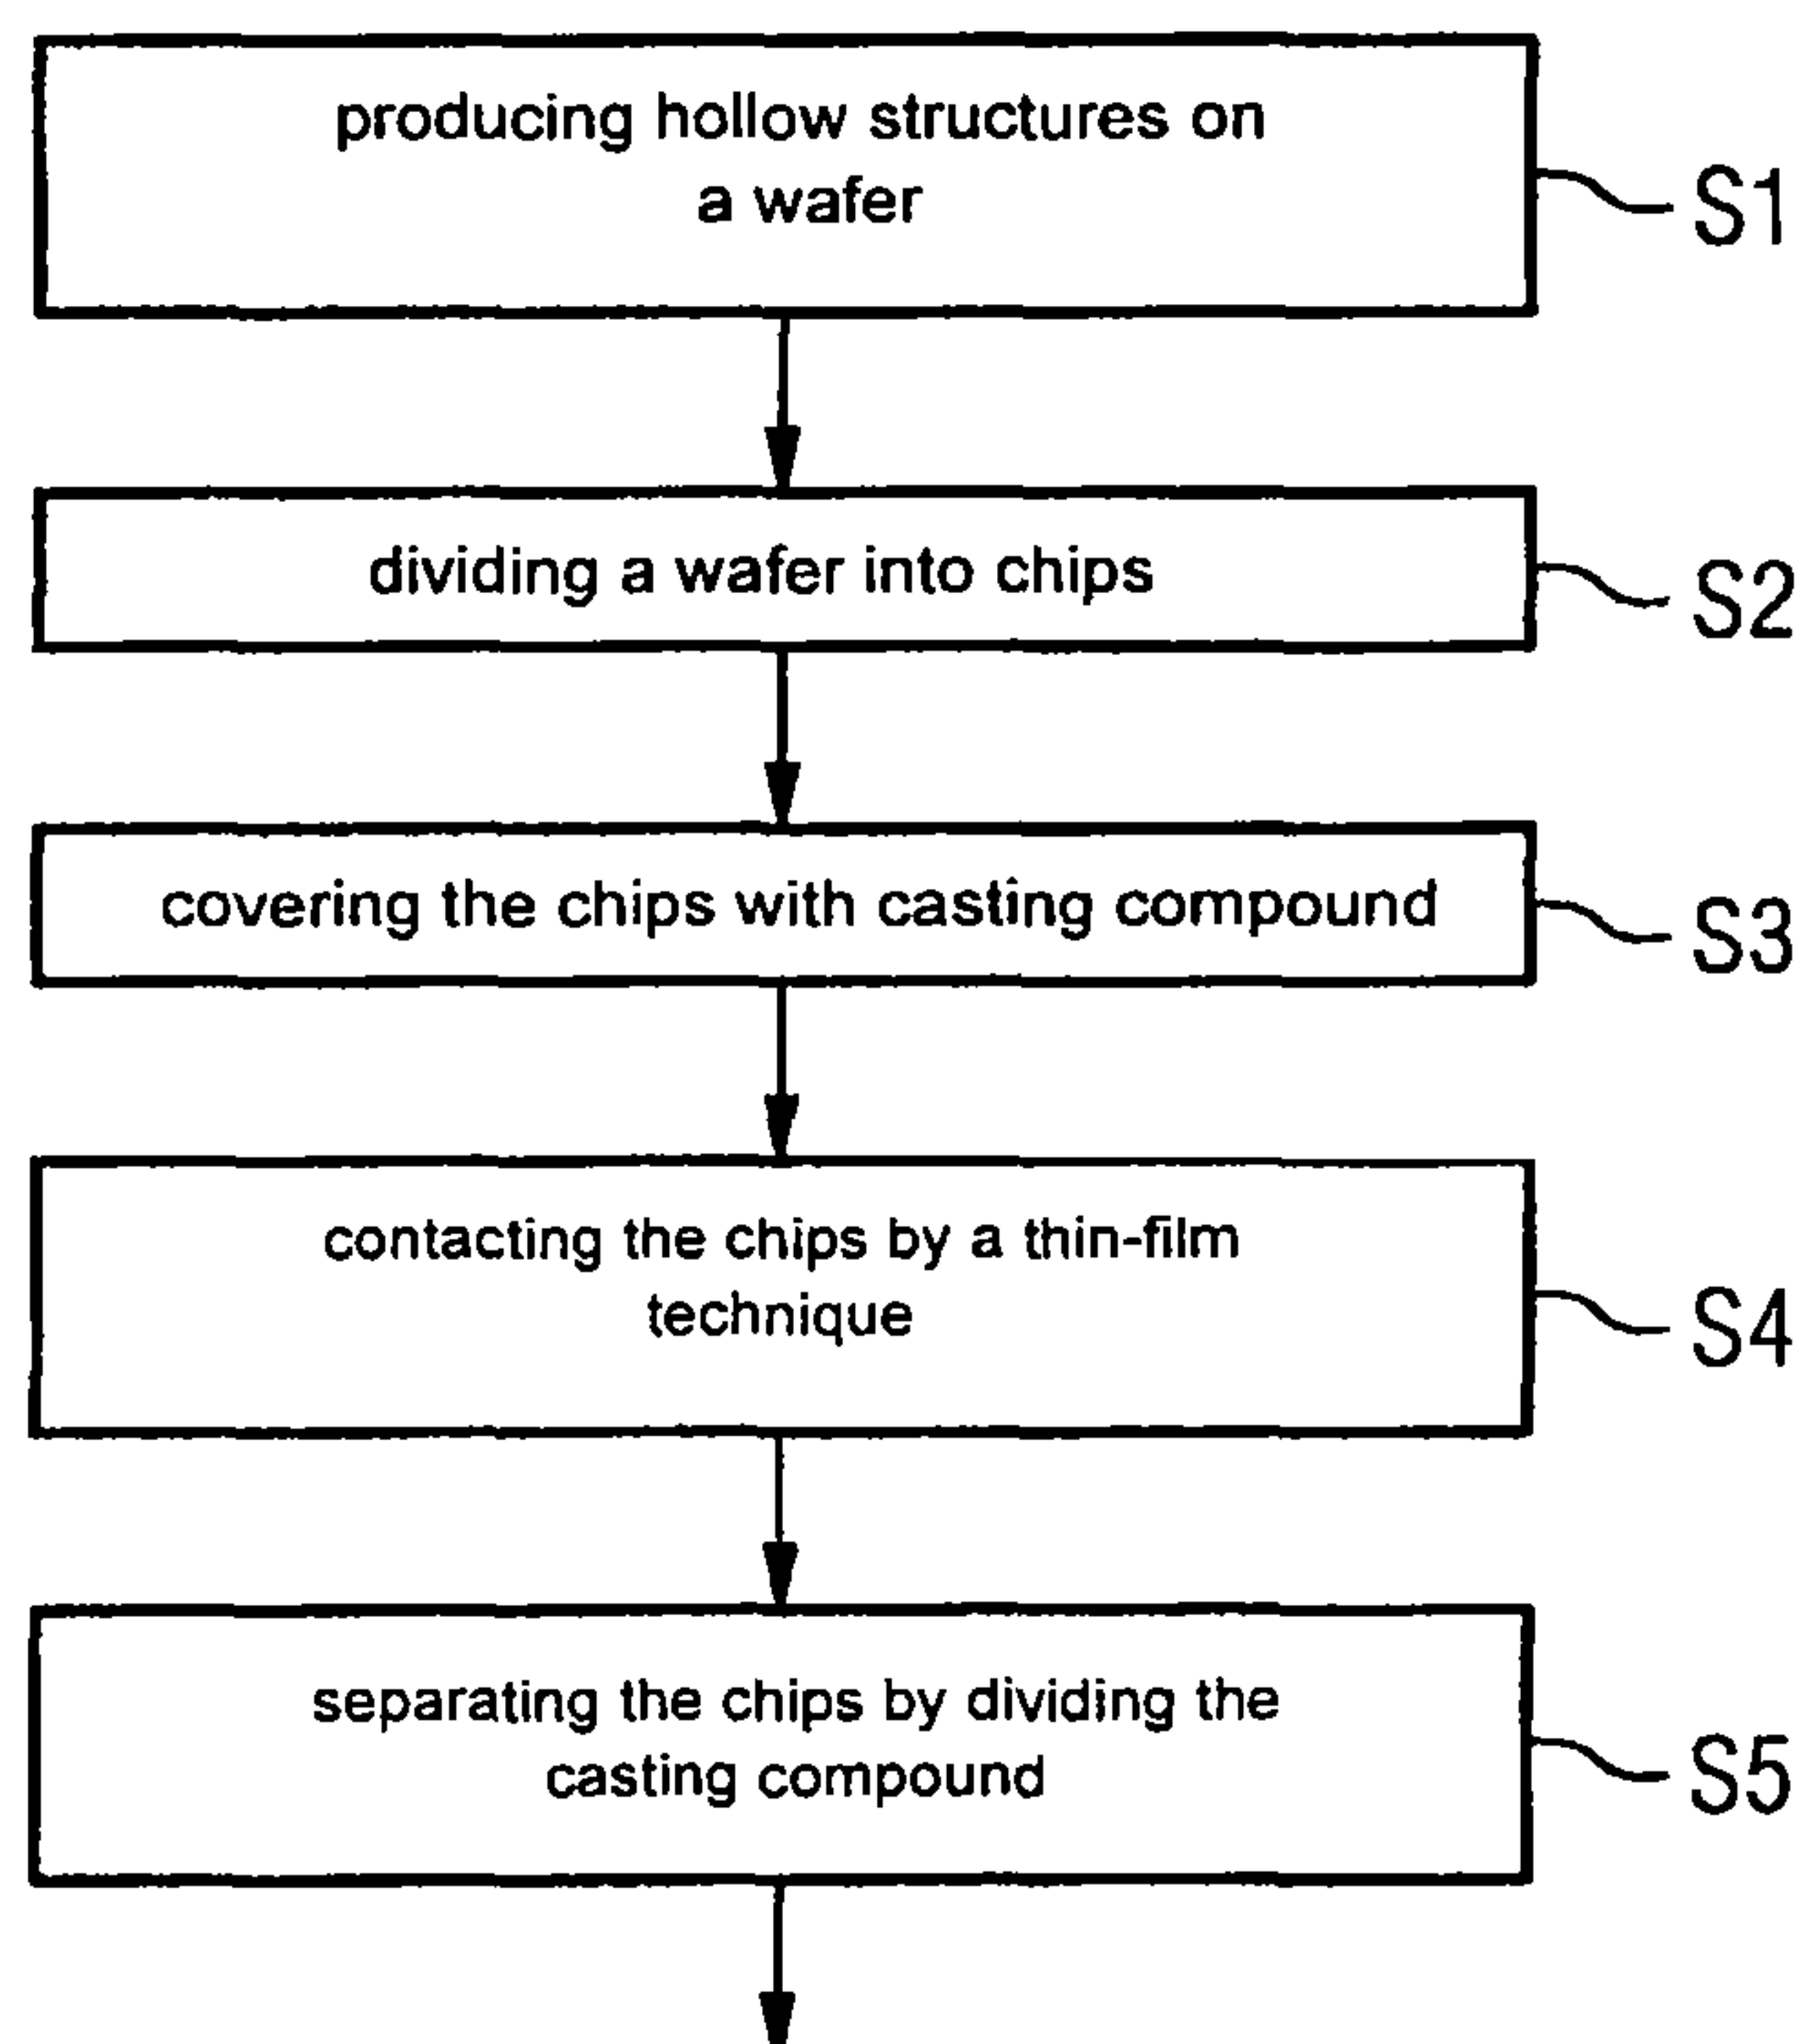 producing hollow structures on
a wafer
S1
dividing a wafer into chips
S2
covering the chips with casting compound
S3
contacting the chips by a thin-film
technique
S4
separating the chips by dividing the
casting compound
S5